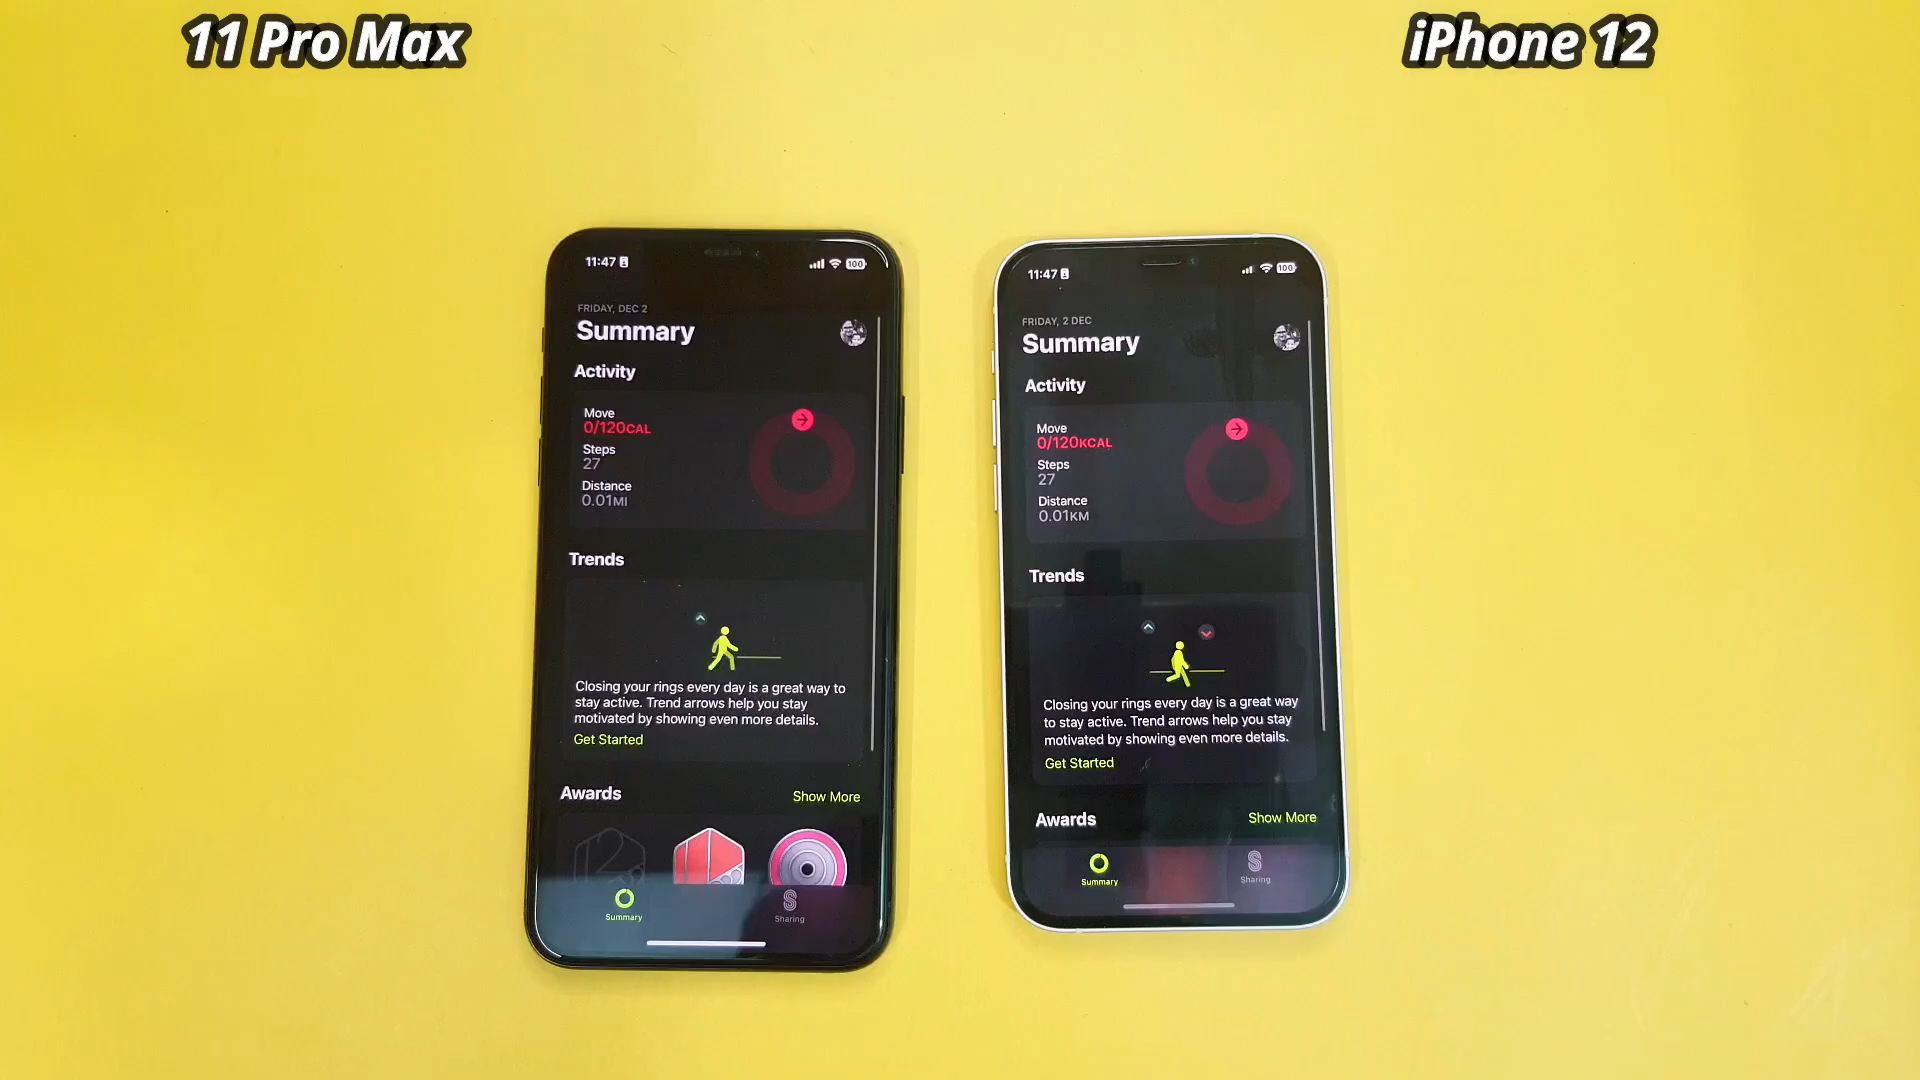 11 Pro Max
iPhone 12
11:47
100
FRIDAY, DEC 2
Summary
Activity
Move
0/120CAL
Steps
27
Distance
0.01MI
Trends
Closing your rings every day is a great way to
stay active. Trend arrows help you stay
motivated by showing even more details.
Get Started
Awards
Show More
Summary
Sharing
11:47
100
FRIDAY, 2 DEC
Summary
Activity
Move
0/120KCAL
Steps
27
Distance
0.01KM
Trends
Closing your rings every day is a great way
to stay active. Trend arrows help you stay
motivated by showing even more details.
Get Started
Awards
Show More
Summary
Sharing